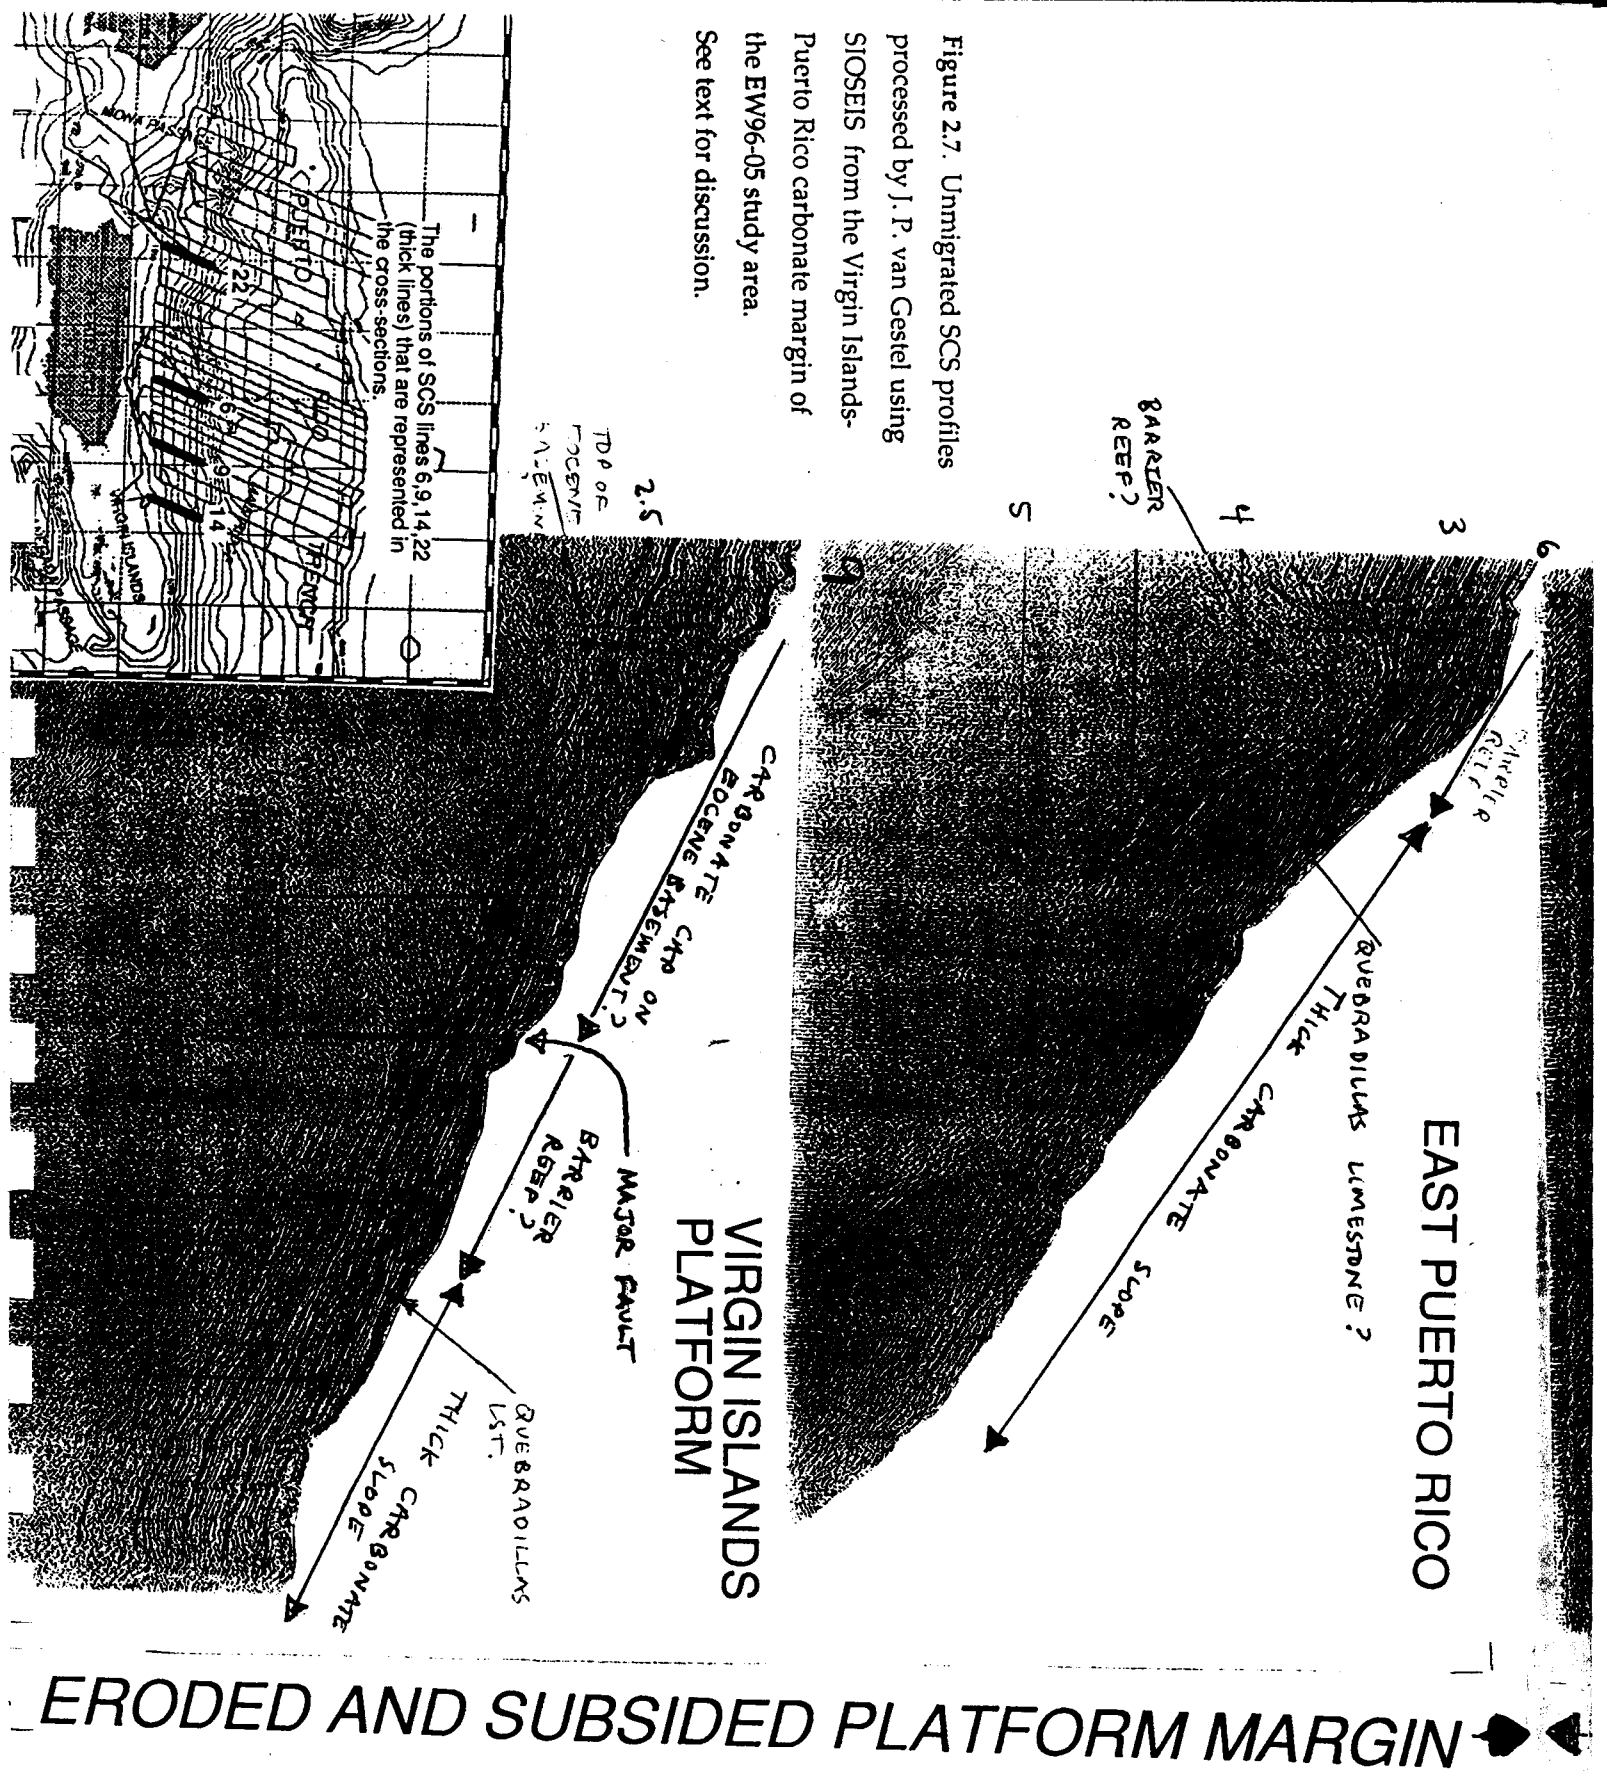 Figure 2.7. Unmigrated SCS profiles
processed by J. P. van Gestel using
SIOSEIS from the Virgin Islands-
Puerto Rico carbonate margin of
the EW96-05 study area.
See text for discussion.
6
3
4
5
BARRIER
REEF?
BARRIER
REEF
QUEBRADILLAS LIMESTONE?
THICK CARBONATE SLOPE
EAST PUERTO RICO
9
2.5
TOP OF
EOCENE
CARBONATE CAP ON
EOCENE BASEMENT?
MAJOR FAULT
BARRIER
REEF?
QUEBRADILLAS
LST.
THICK CARBONATE
SLOPE
VIRGIN ISLANDS
PLATFORM
The portions of SCS lines 6,9,14,22
(thick lines) that are represented in
the cross-sections.
PUERTO RICO TRENCH
MONA PASSAGE
22
6
9
14
VIRGIN ISLANDS
ERODED AND SUBSIDED PLATFORM MARGIN